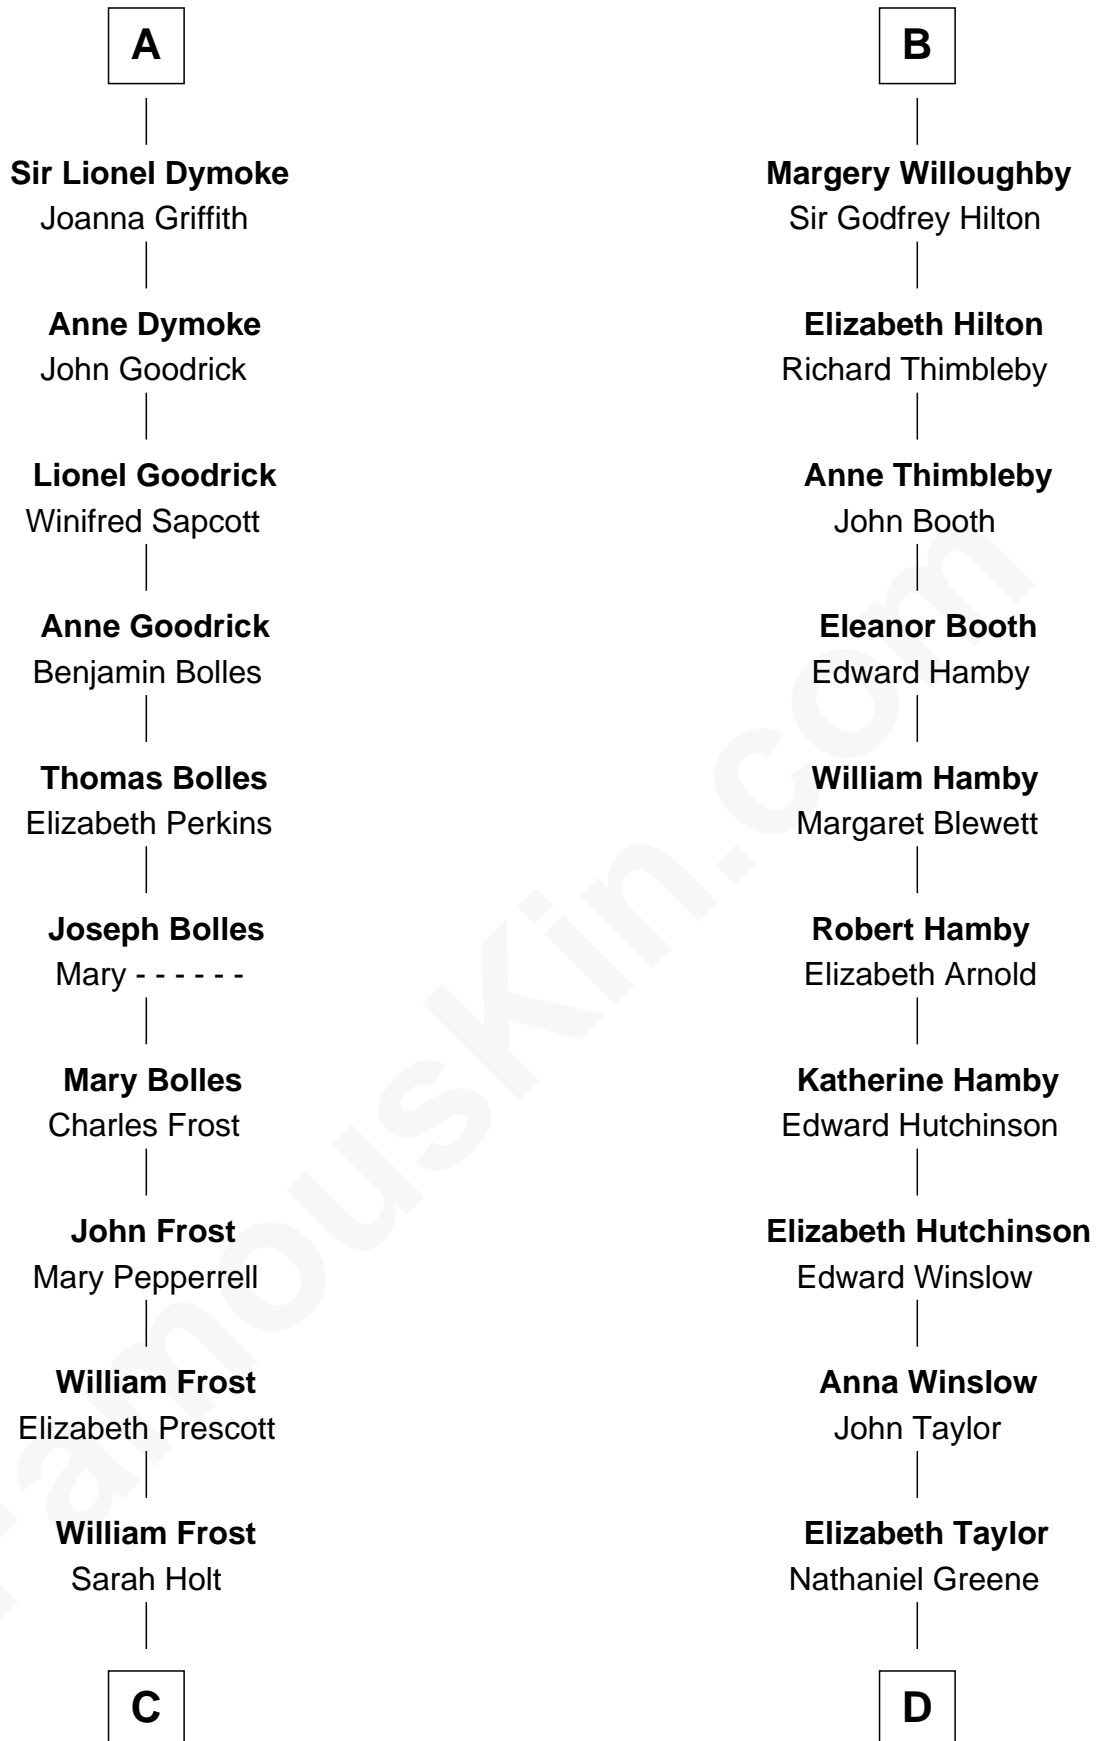 A
Sir Lionel Dymoke
Joanna Griffith
Anne Dymoke
John Goodrick
Lionel Goodrick
Winifred Sapcott
Anne Goodrick
Benjamin Bolles
Thomas Bolles
Elizabeth Perkins
Joseph Bolles
Mary - - - - - -
Mary Bolles
Charles Frost
John Frost
Mary Pepperrell
William Frost
Elizabeth Prescott
William Frost
Sarah Holt
C
B
Margery Willoughby
Sir Godfrey Hilton
Elizabeth Hilton
Richard Thimbleby
Anne Thimbleby
John Booth
Eleanor Booth
Edward Hamby
William Hamby
Margaret Blewett
Robert Hamby
Elizabeth Arnold
Katherine Hamby
Edward Hutchinson
Elizabeth Hutchinson
Edward Winslow
Anna Winslow
John Taylor
Elizabeth Taylor
Nathaniel Greene
D
FamousKin.com